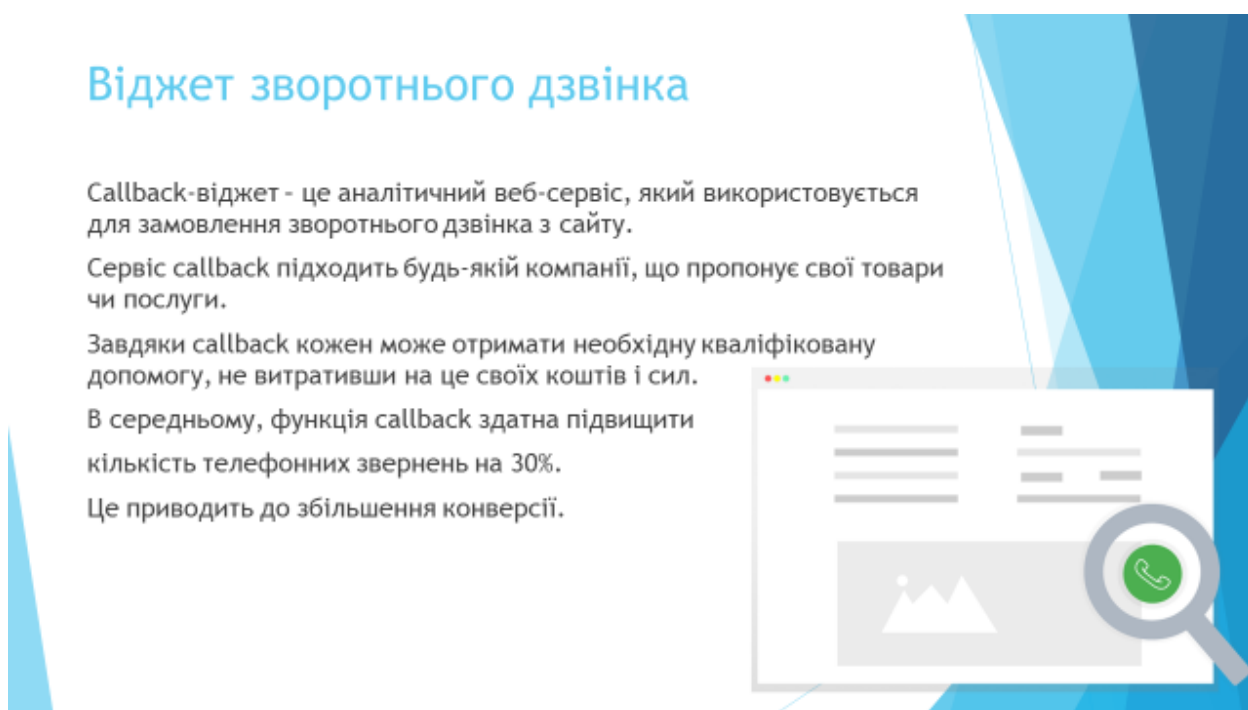 Віджет зворотнього дзвінка
Callback-віджет – це аналітичний веб-сервіс, який використовується
для замовлення зворотнього дзвінка з сайту.
Сервіс callback підходить будь-якій компанії, що пропонує свої товари
чи послуги.
Завдяки callback кожен може отримати необхідну кваліфіковану
допомогу, не витративши на це своїх коштів і сил.
В середньому, функція callback здатна підвищити
кількість телефонних звернень на 30%.
Це приводить до збільшення конверсії.